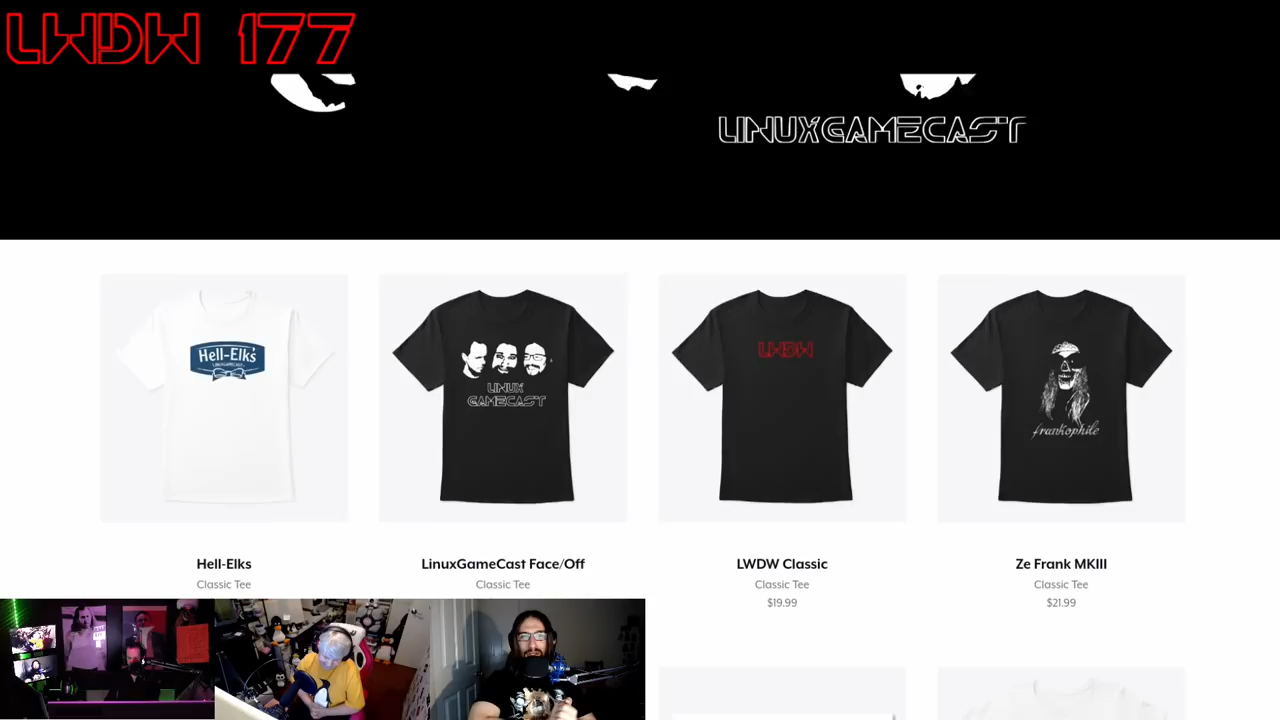 LWDW 177
LINUXGAMECAST
Hell-Elks
LINUX
GAMECAST
LWDW
frankophile
Hell-Elks
Classic Tee
LinuxGameCast Face/Off
Classic Tee
LWDW Classic
Classic Tee
$19.99
Ze Frank MKIII
Classic Tee
$21.99